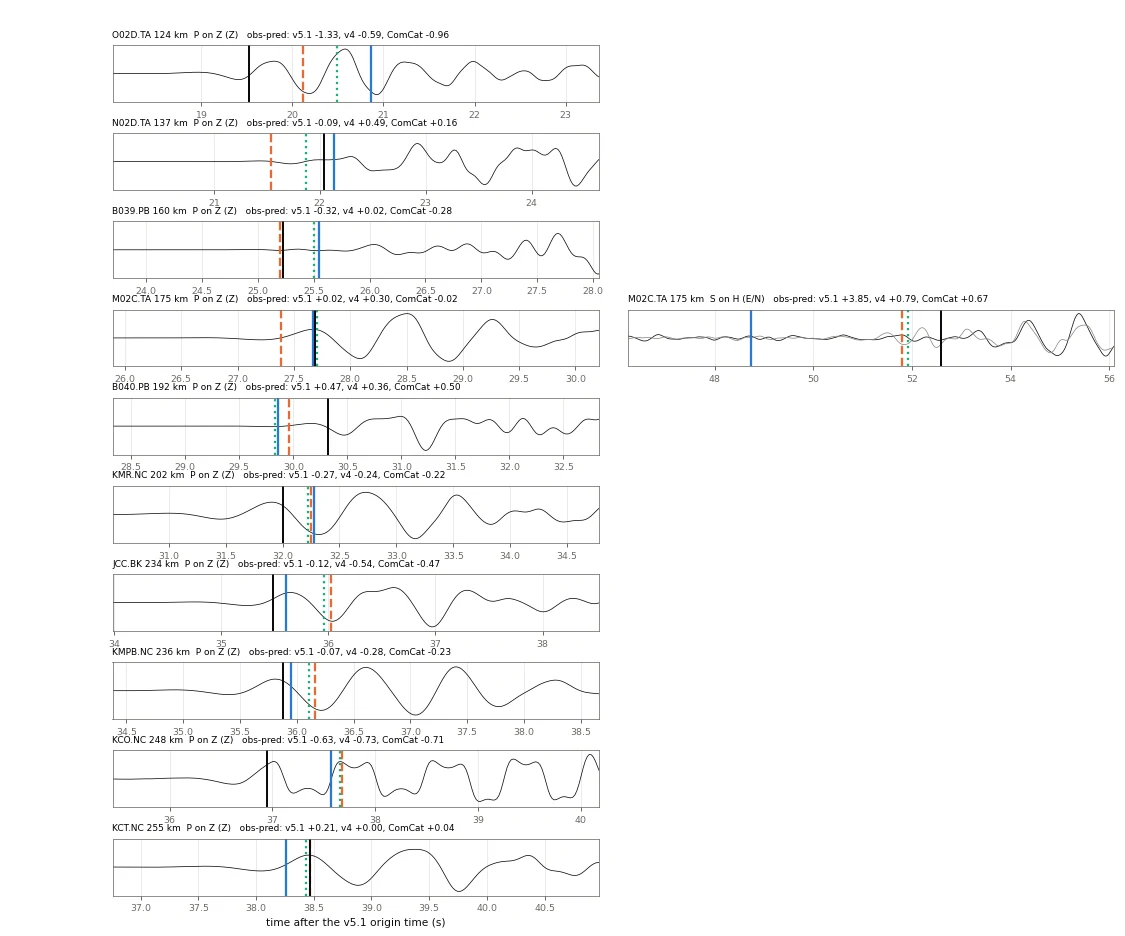 O02D.TA 124 km P on Z (Z) obs-pred: v5.1 -1.33, v4 -0.59, ComCat -0.96
19 20 21 22 23
N02D.TA 137 km P on Z (Z) obs-pred: v5.1 -0.09, v4 +0.49, ComCat +0.16
21 22 23 24
B039.PB 160 km P on Z (Z) obs-pred: v5.1 -0.32, v4 +0.02, ComCat -0.28
24.0 24.5 25.0 25.5 26.0 26.5 27.0 27.5 28.0
M02C.TA 175 km P on Z (Z) obs-pred: v5.1 +0.02, v4 +0.30, ComCat -0.02
26.0 26.5 27.0 27.5 28.0 28.5 29.0 29.5 30.0
M02C.TA 175 km S on H (E/N) obs-pred: v5.1 +3.85, v4 +0.79, ComCat +0.67
48 50 52 54 56
B040.PB 192 km P on Z (Z) obs-pred: v5.1 +0.47, v4 +0.36, ComCat +0.50
28.5 29.0 29.5 30.0 30.5 31.0 31.5 32.0 32.5
KMR.NC 202 km P on Z (Z) obs-pred: v5.1 -0.27, v4 -0.24, ComCat -0.22
31.0 31.5 32.0 32.5 33.0 33.5 34.0 34.5
JCC.BK 234 km P on Z (Z) obs-pred: v5.1 -0.12, v4 -0.54, ComCat -0.47
34 35 36 37 38
KMPB.NC 236 km P on Z (Z) obs-pred: v5.1 -0.07, v4 -0.28, ComCat -0.23
34.5 35.0 35.5 36.0 36.5 37.0 37.5 38.0 38.5
KCO.NC 248 km P on Z (Z) obs-pred: v5.1 -0.63, v4 -0.73, ComCat -0.71
36 37 38 39 40
KCT.NC 255 km P on Z (Z) obs-pred: v5.1 +0.21, v4 +0.00, ComCat +0.04
37.0 37.5 38.0 38.5 39.0 39.5 40.0 40.5
time after the v5.1 origin time (s)